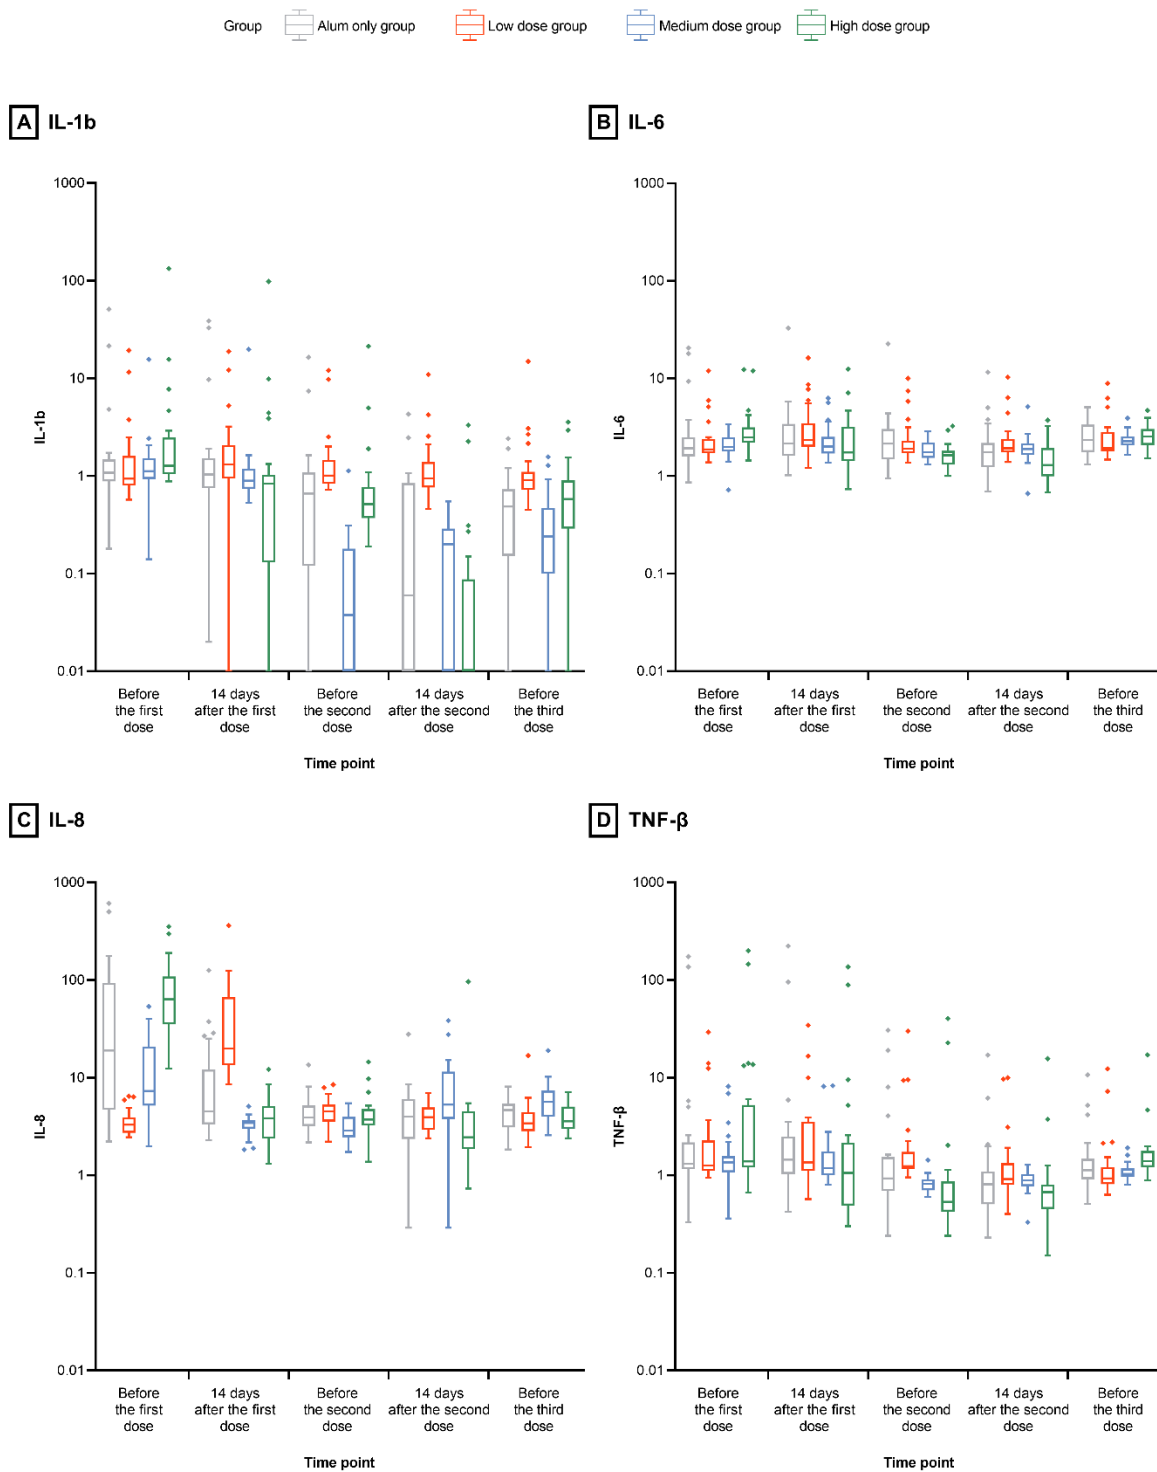 Group Alum only group Low dose group Medium dose group High dose group
A IL-1b
1000
100
10
1
0.1
0.01
IL-1b
Before the first dose
14 days after the first dose
Before the second dose
14 days after the second dose
Before the third dose
Time point
B IL-6
1000
100
10
1
0.1
0.01
IL-6
Before the first dose
14 days after the first dose
Before the second dose
14 days after the second dose
Before the third dose
Time point
C IL-8
1000
100
10
1
0.1
0.01
IL-8
Before the first dose
14 days after the first dose
Before the second dose
14 days after the second dose
Before the third dose
Time point
D TNF-β
1000
100
10
1
0.1
0.01
TNF-β
Before the first dose
14 days after the first dose
Before the second dose
14 days after the second dose
Before the third dose
Time point